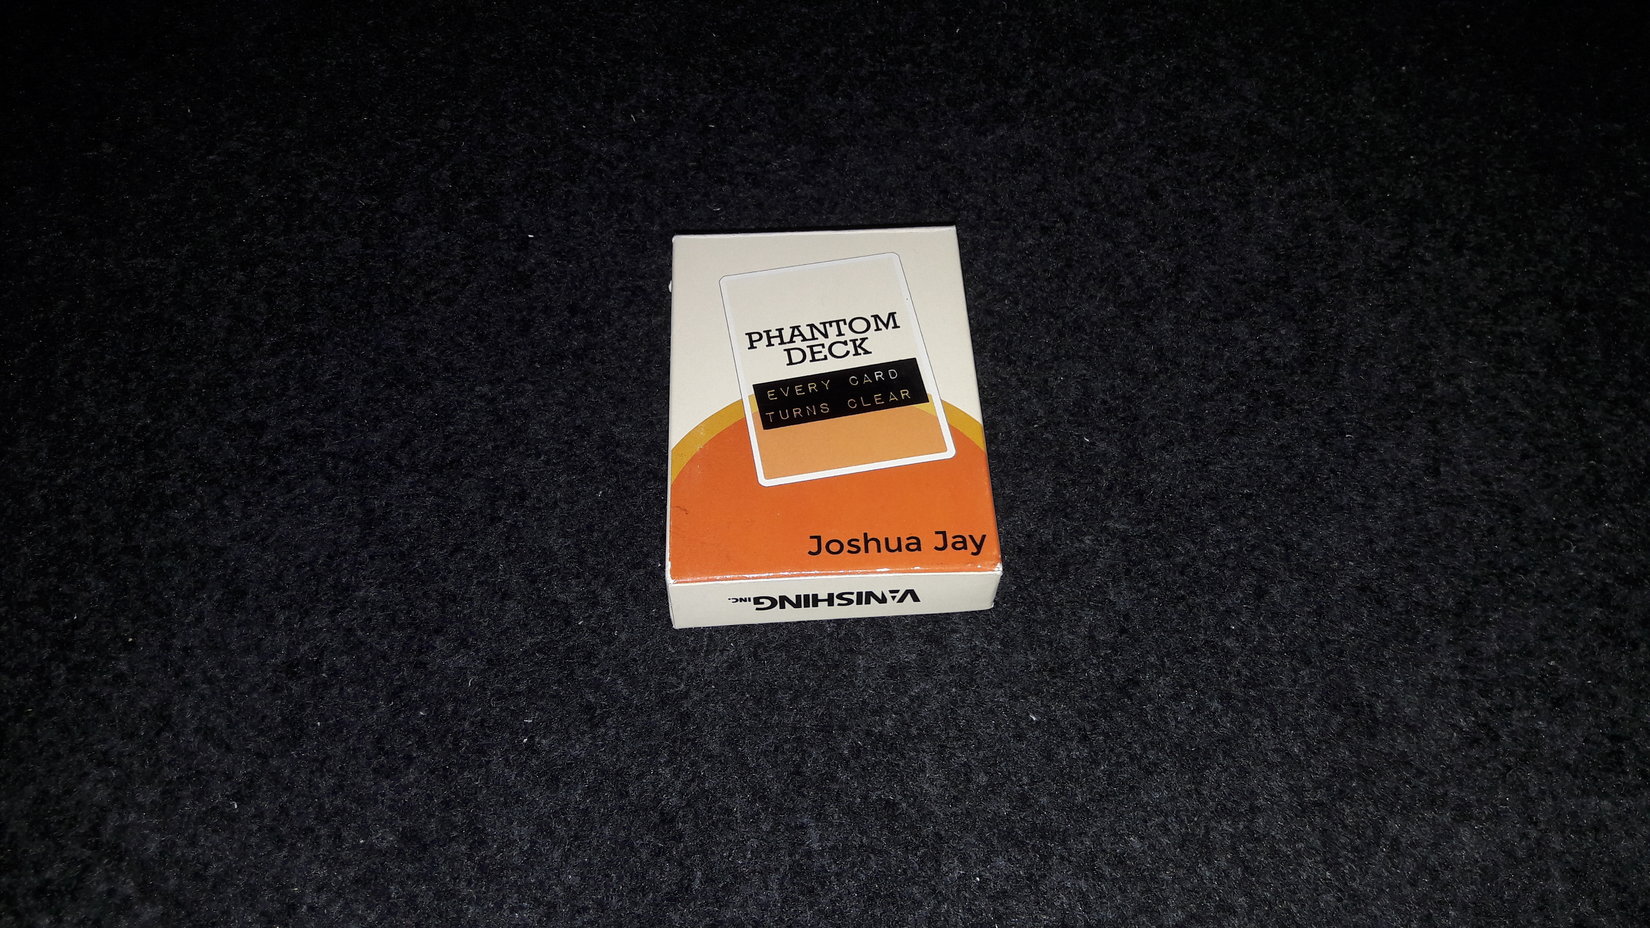 PHANTOM
DECK
EVERY CARD
TURNS CLEAR
Joshua Jay
VANISHING INC.